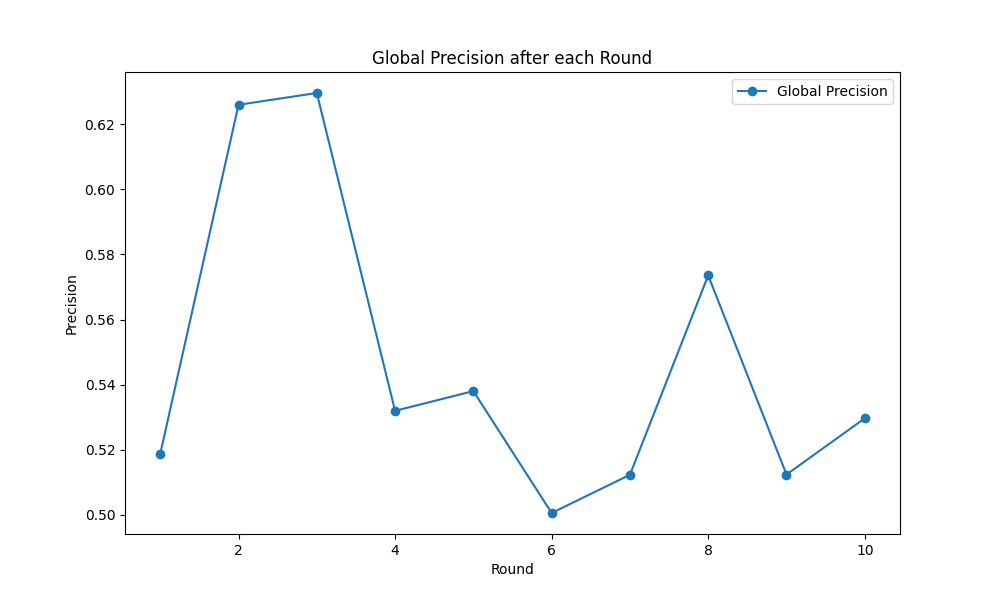 Global Precision after each Round
Global Precision
0.62
0.60
0.58
0.56
0.54
0.52
0.50
Precision
2 4 6 8 10
Round